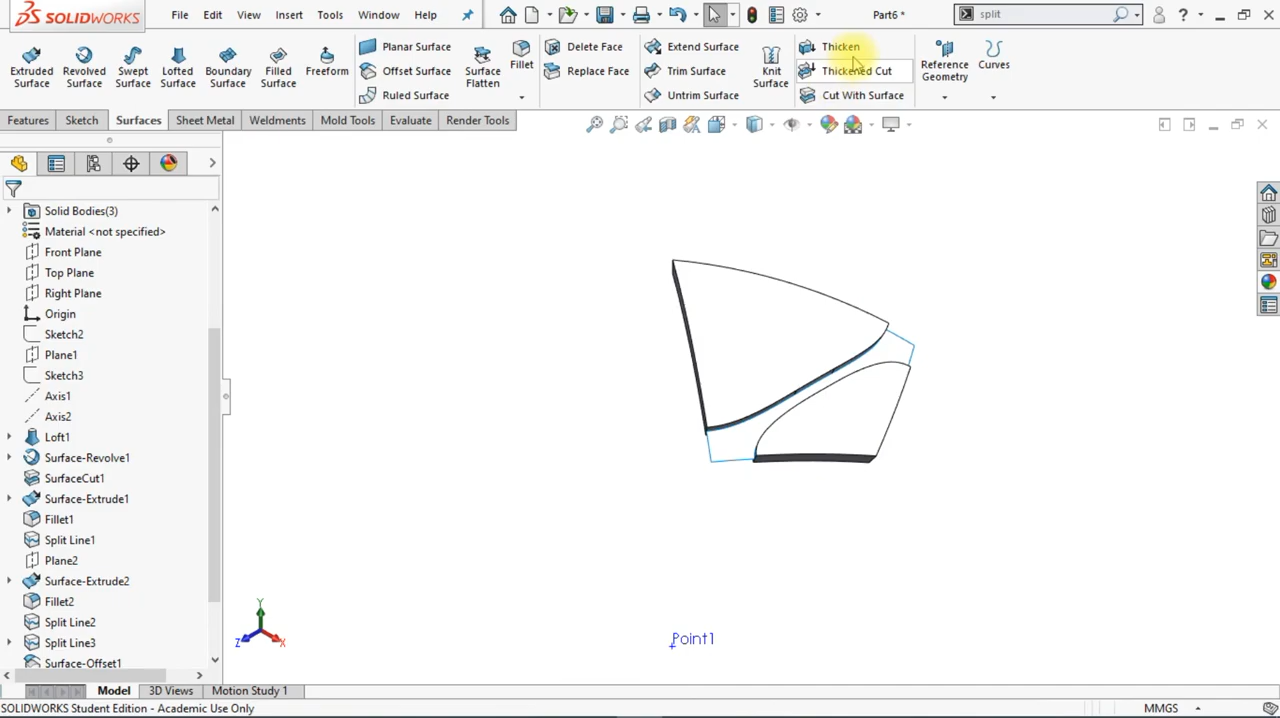 SOLIDWORKS File Edit View Insert Tools Window Help Part6 * split ?
Extruded Surface
Revolved Surface
Swept Surface
Lofted Surface
Boundary Surface
Filled Surface
Freeform
Planar Surface
Offset Surface
Ruled Surface
Surface Flatten
Fillet
Delete Face
Replace Face
Extend Surface
Trim Surface
Untrim Surface
Knit Surface
Thicken
Thickened Cut
Cut With Surface
Reference Geometry
Curves
Features Sketch Surfaces Sheet Metal Weldments Mold Tools Evaluate Render Tools
Solid Bodies(3)
Material <not specified>
Front Plane
Top Plane
Right Plane
Origin
Sketch2
Plane1
Sketch3
Axis1
Axis2
Loft1
Surface-Revolve1
SurfaceCut1
Surface-Extrude1
Fillet1
Split Line1
Plane2
Surface-Extrude2
Fillet2
Split Line2
Split Line3
Surface-Offset1
Y
Z
X
Point1
Model 3D Views Motion Study 1
SOLIDWORKS Student Edition - Academic Use Only MMGS